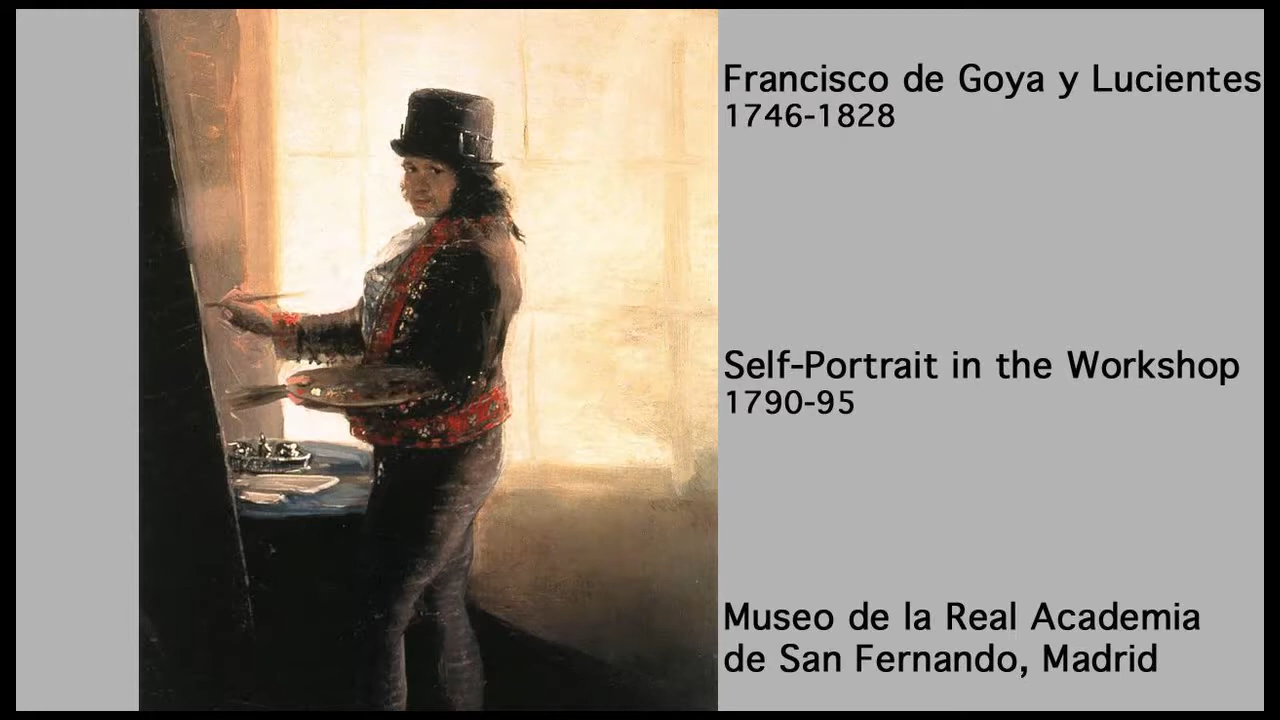 Francisco de Goya y Lucientes
1746-1828
Self-Portrait in the Workshop
1790-95
Museo de la Real Academia
de San Fernando, Madrid